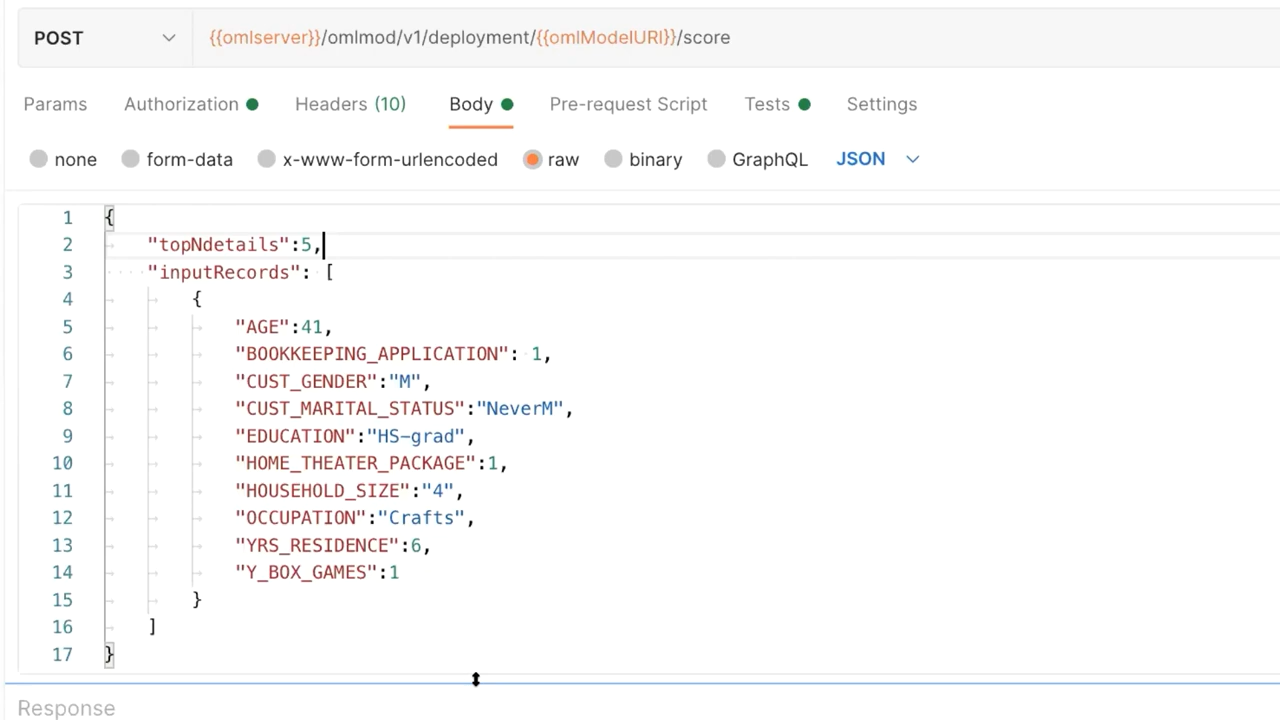 POST {{omlserver}}/omlmod/v1/deployment/{{omlModelURI}}/score
Params Authorization Headers (10) Body Pre-request Script Tests Settings
none form-data x-www-form-urlencoded raw binary GraphQL JSON
1 {
2 "topNdetails":5,
3 "inputRecords": [
4 {
5 "AGE":41,
6 "BOOKKEEPING_APPLICATION": 1,
7 "CUST_GENDER":"M",
8 "CUST_MARITAL_STATUS":"NeverM",
9 "EDUCATION":"HS-grad",
10 "HOME_THEATER_PACKAGE":1,
11 "HOUSEHOLD_SIZE":"4",
12 "OCCUPATION":"Crafts",
13 "YRS_RESIDENCE":6,
14 "Y_BOX_GAMES":1
15 }
16 ]
17 }
Response